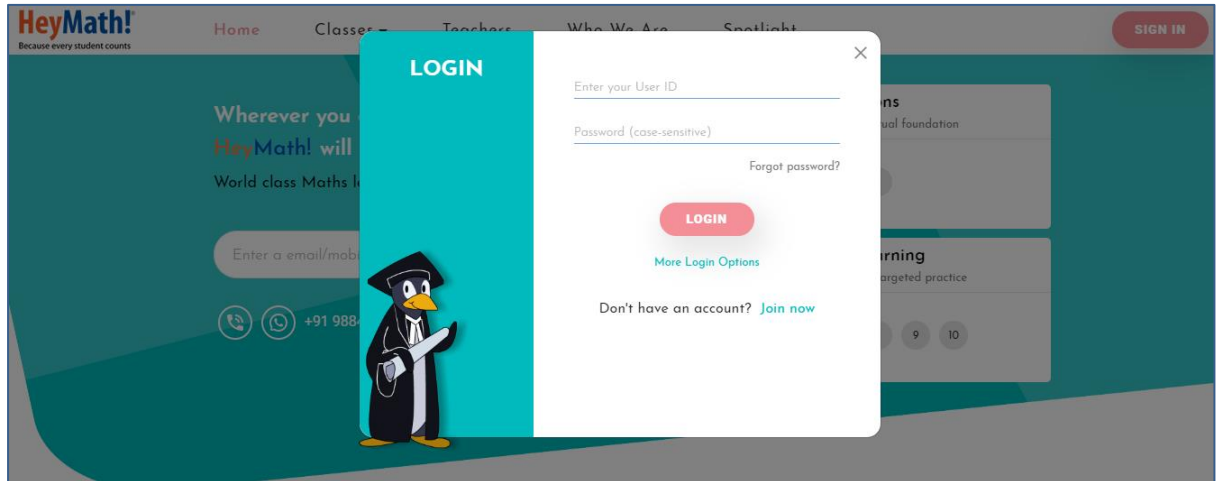 HeyMath!
Because every student counts
Home Classes Teachers Who We Are Spotlight
SIGN IN
LOGIN
Enter your User ID
Password (case-sensitive)
Forgot password?
LOGIN
More Login Options
Don't have an account? Join now
Wherever you
HeyMath! will
World class Maths
Enter a email/mobi
+91 988
ns
ual foundation
rning
argeted practice
9 10